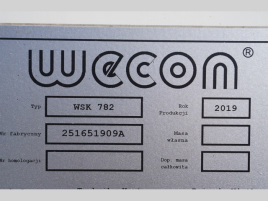 wecon®
Typ WSK 782 Rok Produkcji 2019
Nr fabryczny 251651909A Masa własna
Nr homologacji Dop. masa całkowita